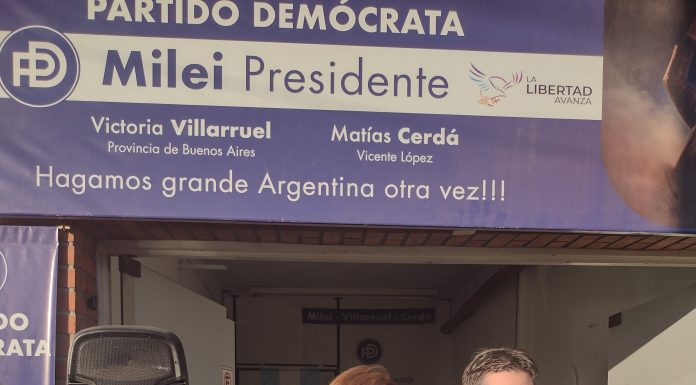 PARTIDO DEMÓCRATA
PD
Milei Presidente
LA
LIBERTAD
AVANZA
Victoria Villarruel
Provincia de Buenos Aires
Matías Cerdá
Vicente López
Hagamos grande Argentina otra vez!!!
Milei - Villarruel - Cerdá
DO
CRATA